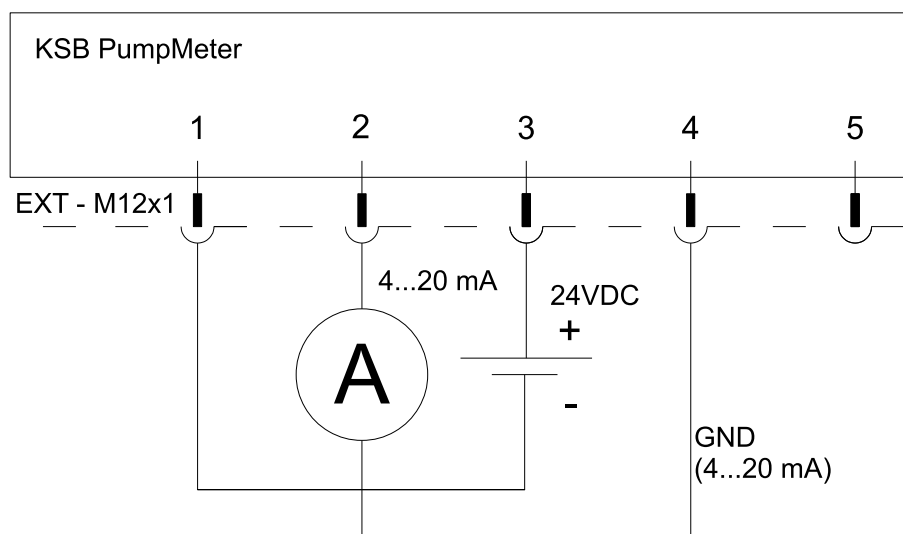 KSB PumpMeter
1 2 3 4 5
EXT - M12x1
4...20 mA
24VDC
+
A
-
GND
(4...20 mA)